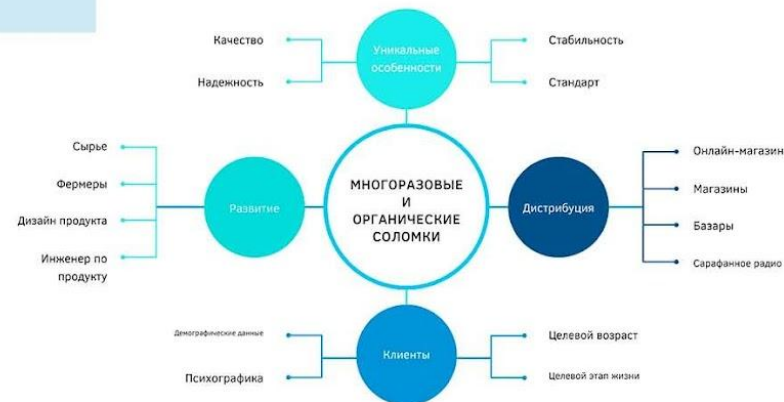 Качество
Надежность
Уникальные
особенности
Стабильность
Стандарт
Сырье
Фермеры
Дизайн продукта
Инженер по
продукту
Развитие
МНОГОРАЗОВЫЕ
И
ОРГАНИЧЕСКИЕ
СОЛОМКИ
Дистрибуция
Онлайн-магазин
Магазины
Базары
Сарафанное радио
Демографические данные
Психографика
Клиенты
Целевой возраст
Целевой этап жизни